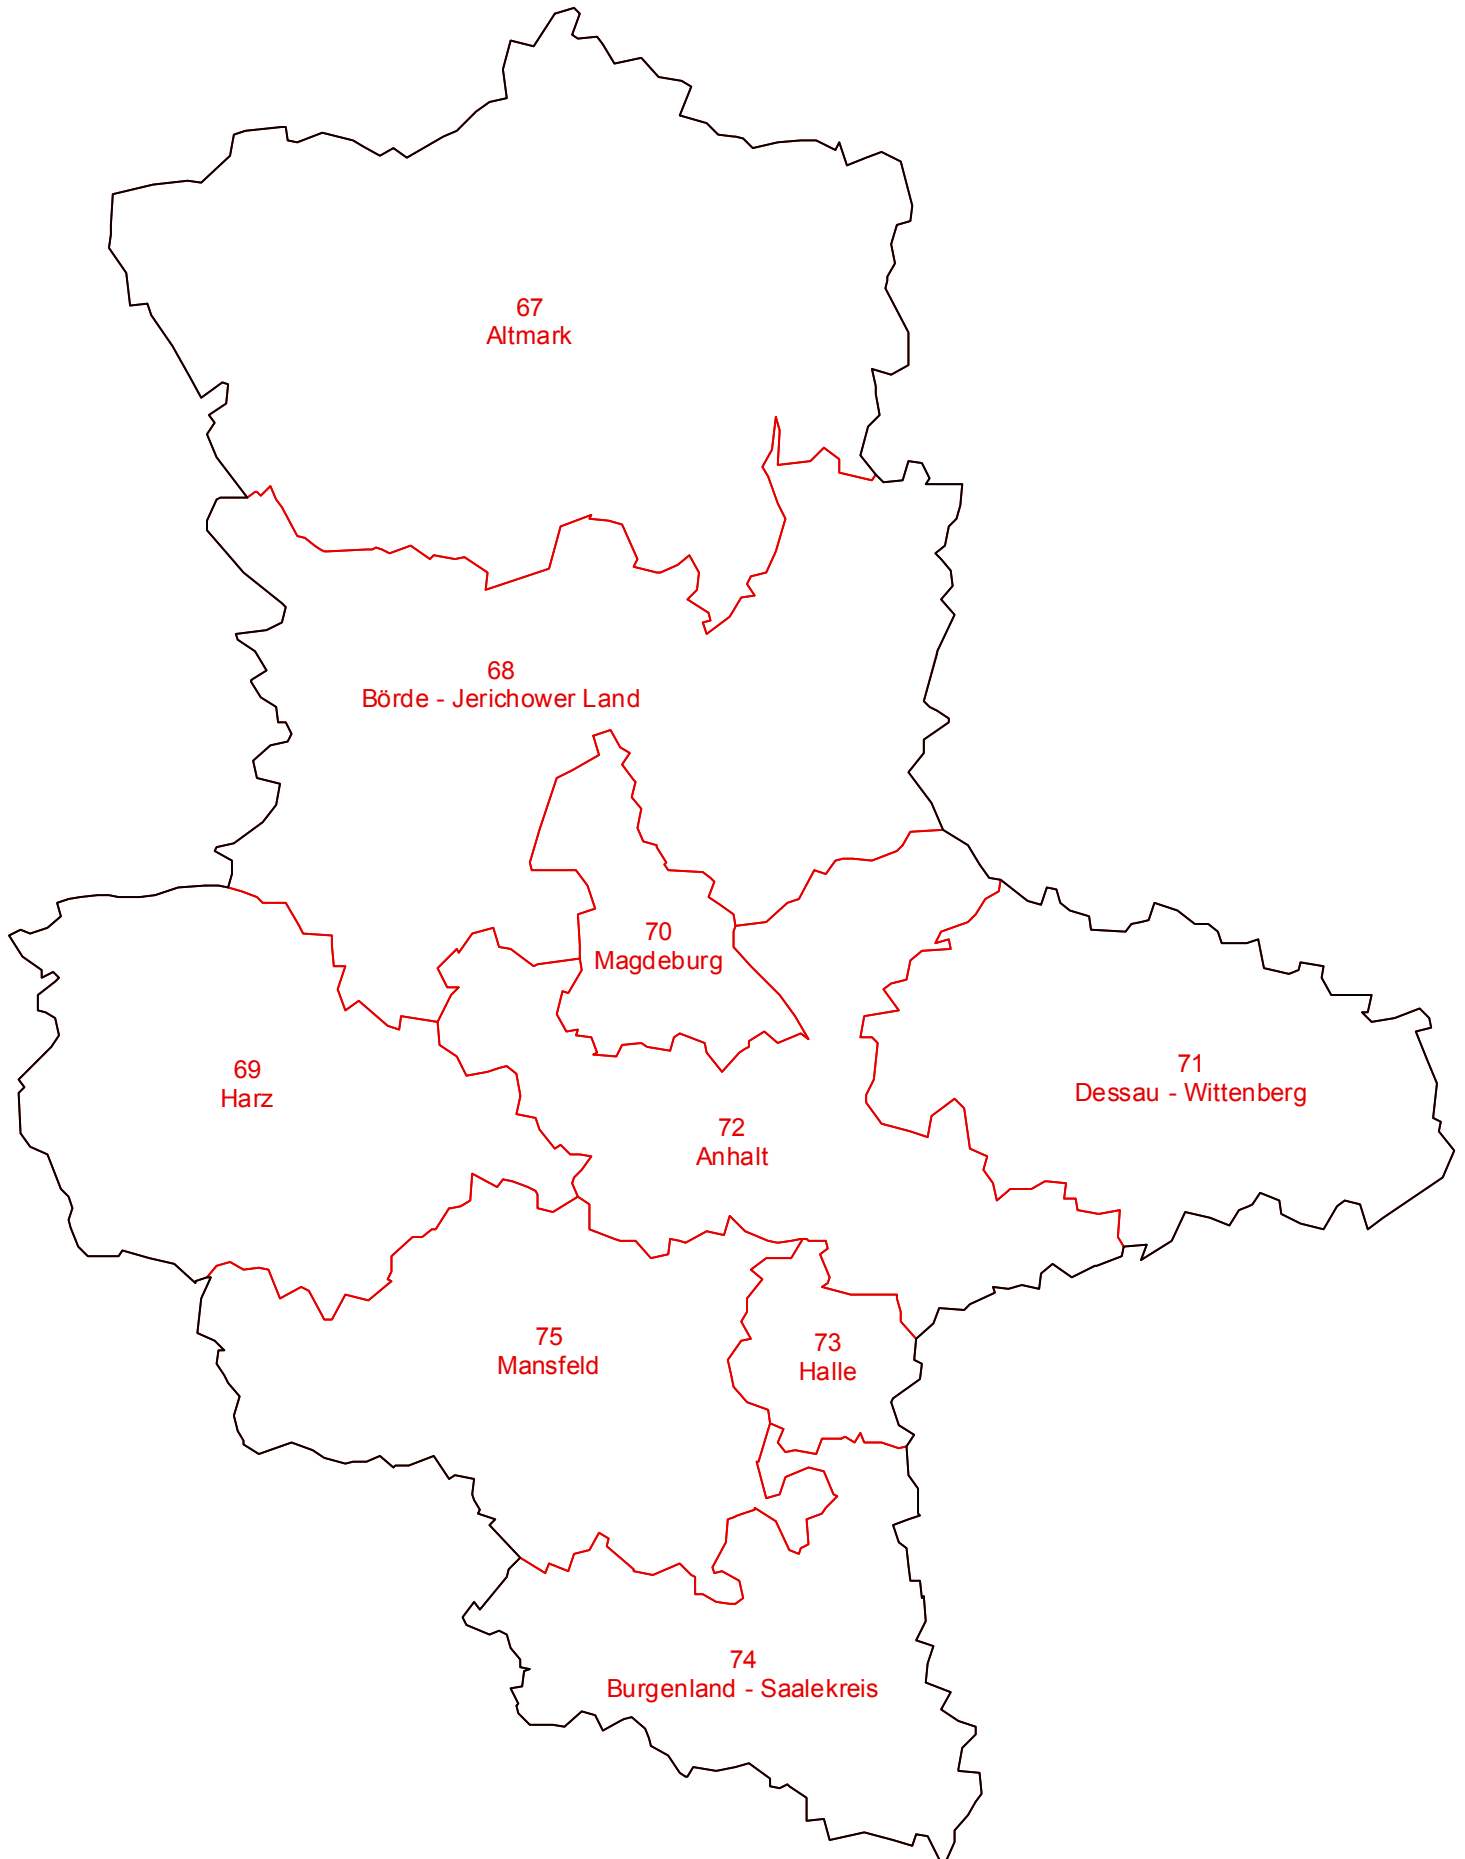 67
Altmark
68
Börde - Jerichower Land
70
Magdeburg
69
Harz
71
Dessau - Wittenberg
72
Anhalt
75
Mansfeld
73
Halle
74
Burgenland - Saalekreis